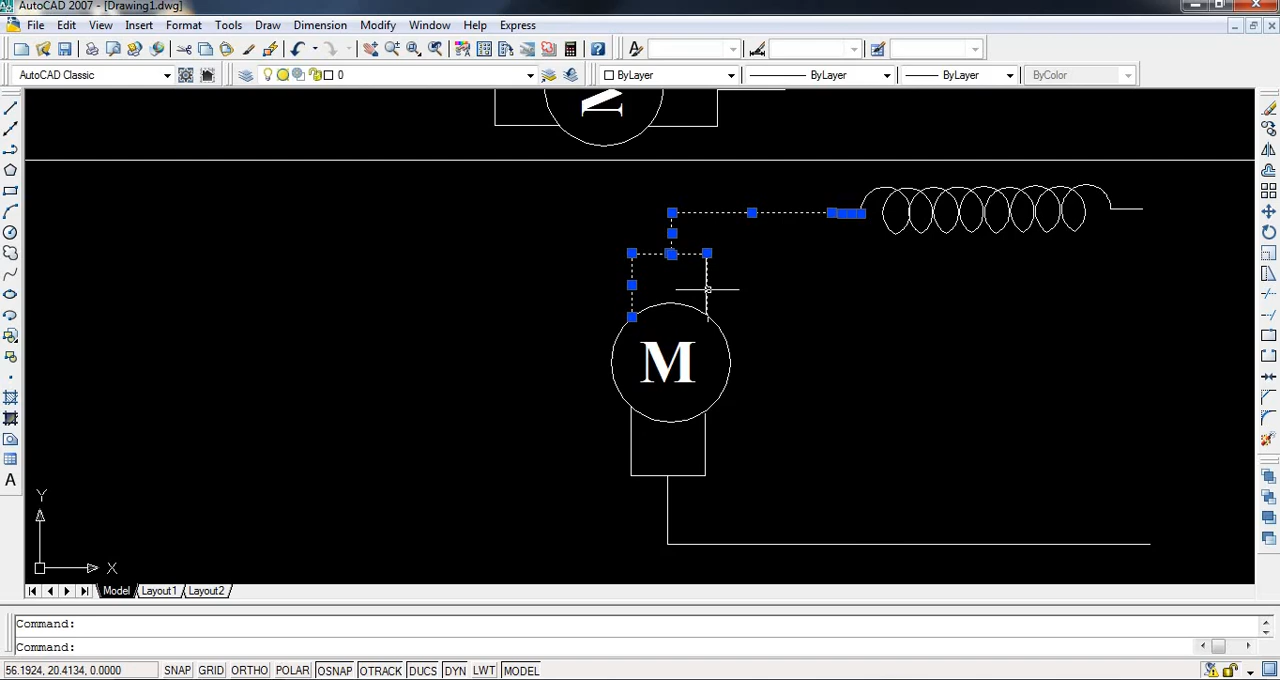 AutoCAD 2007 - [Drawing1.dwg]
File Edit View Insert Format Tools Draw Dimension Modify Window Help Express
AutoCAD Classic 0 ByLayer ByLayer ByLayer ByColor
M
M
Y
X
Model Layout1 Layout2
Command:
Command:
56.1924, 20.4134, 0.0000 SNAP GRID ORTHO POLAR OSNAP OTRACK DUCS DYN LWT MODEL
A